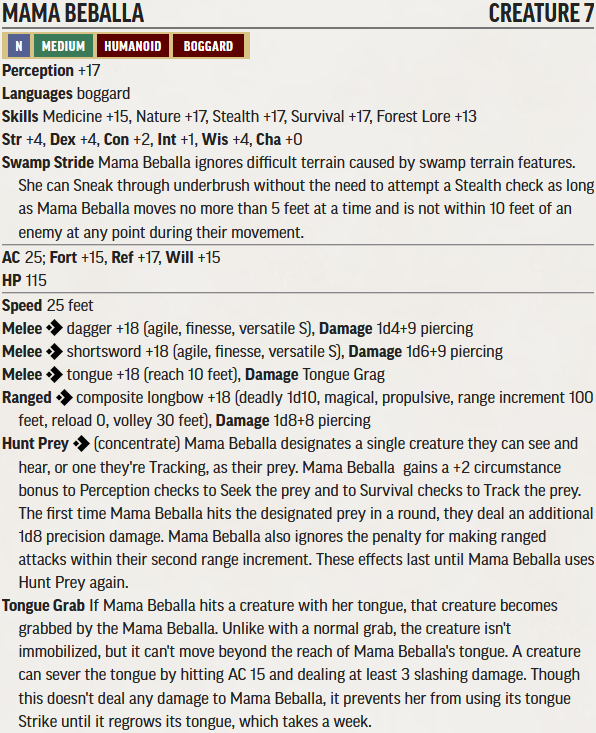 MAMA BEBALLA CREATURE 7
N MEDIUM HUMANOID BOGGARD
Perception +17
Languages boggard
Skills Medicine +15, Nature +17, Stealth +17, Survival +17, Forest Lore +13
Str +4, Dex +4, Con +2, Int +1, Wis +4, Cha +0
Swamp Stride Mama Beballa ignores difficult terrain caused by swamp terrain features.
She can Sneak through underbrush without the need to attempt a Stealth check as long
as Mama Beballa moves no more than 5 feet at a time and is not within 10 feet of an
enemy at any point during their movement.
AC 25; Fort +15, Ref +17, Will +15
HP 115
Speed 25 feet
Melee ◆ dagger +18 (agile, finesse, versatile S), Damage 1d4+9 piercing
Melee ◆ shortsword +18 (agile, finesse, versatile S), Damage 1d6+9 piercing
Melee ◆ tongue +18 (reach 10 feet), Damage Tongue Grag
Ranged ◆ composite longbow +18 (deadly 1d10, magical, propulsive, range increment 100
feet, reload 0, volley 30 feet), Damage 1d8+8 piercing
Hunt Prey ◆ (concentrate) Mama Beballa designates a single creature they can see and
hear, or one they're Tracking, as their prey. Mama Beballa gains a +2 circumstance
bonus to Perception checks to Seek the prey and to Survival checks to Track the prey.
The first time Mama Beballa hits the designated prey in a round, they deal an additional
1d8 precision damage. Mama Beballa also ignores the penalty for making ranged
attacks within their second range increment. These effects last until Mama Beballa uses
Hunt Prey again.
Tongue Grab If Mama Beballa hits a creature with her tongue, that creature becomes
grabbed by the Mama Beballa. Unlike with a normal grab, the creature isn't
immobilized, but it can't move beyond the reach of Mama Beballa's tongue. A creature
can sever the tongue by hitting AC 15 and dealing at least 3 slashing damage. Though
this doesn't deal any damage to Mama Beballa, it prevents her from using its tongue
Strike until it regrows its tongue, which takes a week.